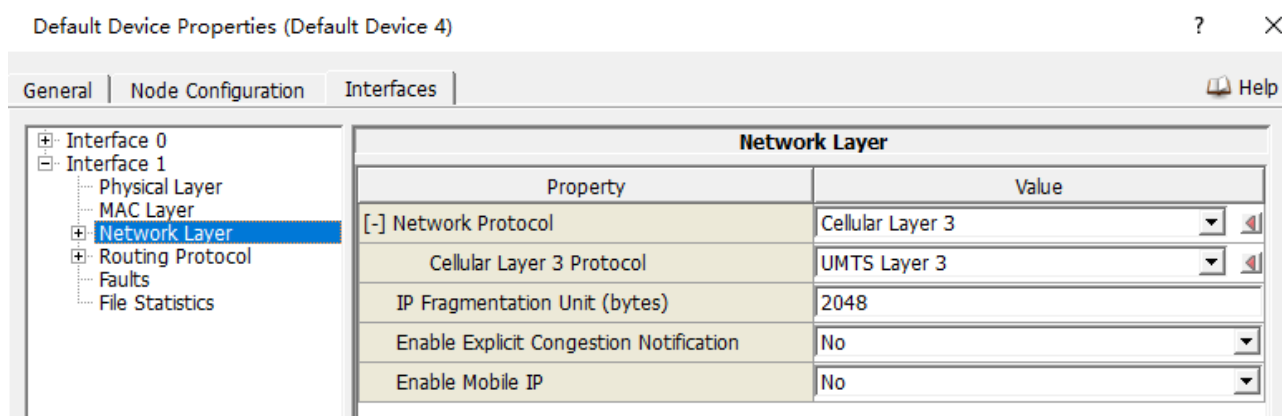 Default Device Properties (Default Device 4) ?
General Node Configuration Interfaces Help
Interface 0
Interface 1
Physical Layer
MAC Layer
Network Layer
Routing Protocol
Faults
File Statistics
Network Layer
Property Value
[-] Network Protocol Cellular Layer 3
Cellular Layer 3 Protocol UMTS Layer 3
IP Fragmentation Unit (bytes) 2048
Enable Explicit Congestion Notification No
Enable Mobile IP No